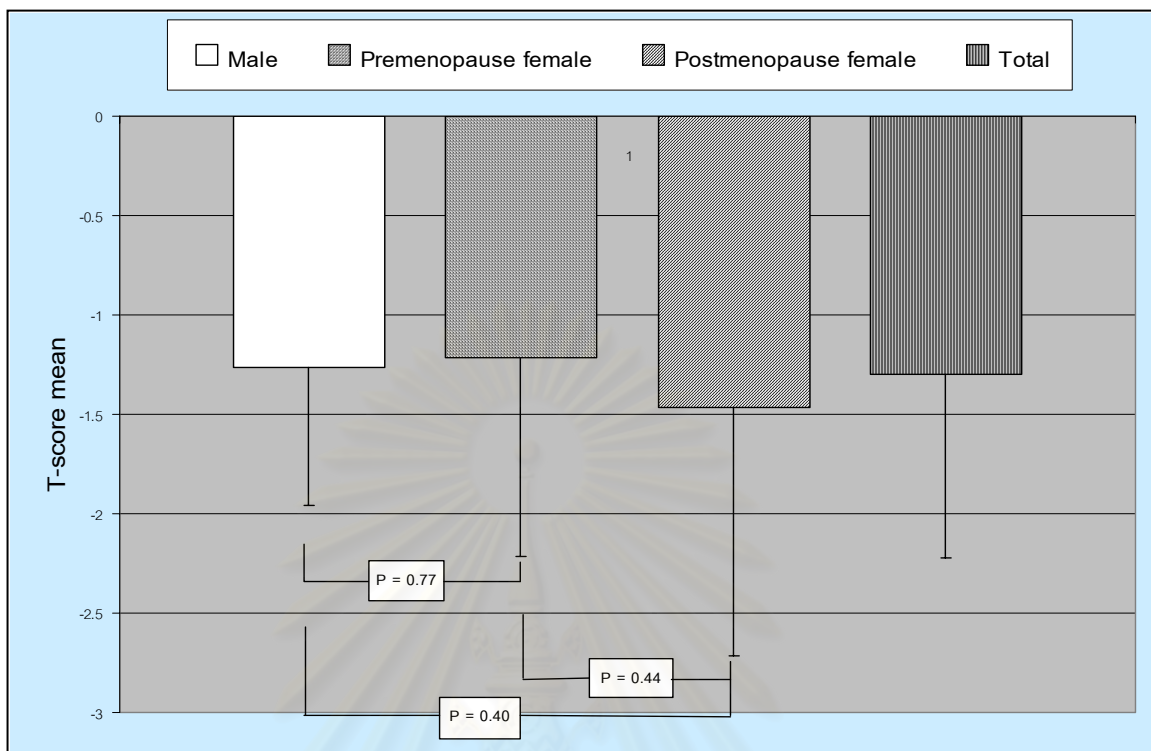 Male Premenopause female Postmenopause female Total
0
1
-0.5
-1
-1.5
-2
-2.5
-3
T-score mean
P = 0.77
P = 0.44
P = 0.40